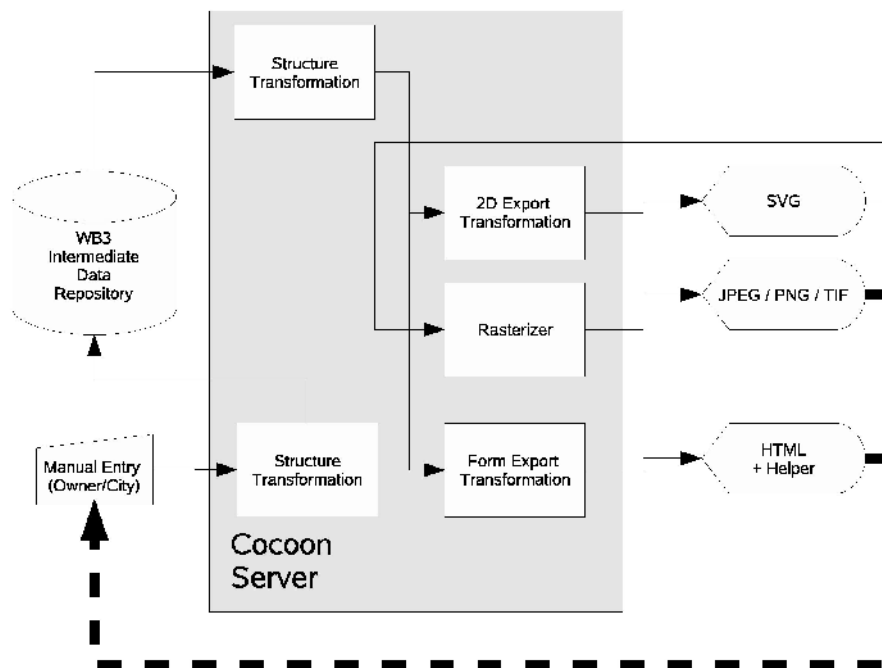 Structure
Transformation
2D Export
Transformation
SVG
WB3
Intermediate
Data
Repository
Rasterizer
JPEG / PNG / TIF
Manual Entry
(Owner/City)
Structure
Transformation
Form Export
Transformation
HTML
+ Helper
Cocoon
Server